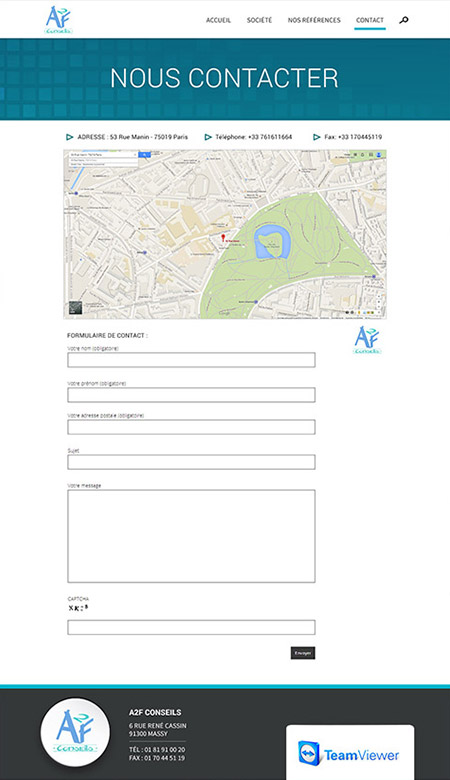 A2F
Conseils
ACCUEIL
SOCIÉTÉ
NOS RÉFÉRENCES
CONTACT
NOUS CONTACTER
ADRESSE : 53 Rue Manin - 75019 Paris
Téléphone: +33 761611664
Fax: +33 170445119
FORMULAIRE DE CONTACT :
A2F
Conseils
Votre nom (obligatoire)
Votre prénom (obligatoire)
Votre adresse postale (obligatoire)
Sujet
Votre message
CAPTCHA
Envoyer
A2F
Conseils
A2F CONSEILS
6 RUE RENÉ CASSIN
91300 MASSY
TÉL : 01 81 91 00 20
FAX : 01 70 44 51 19
TeamViewer